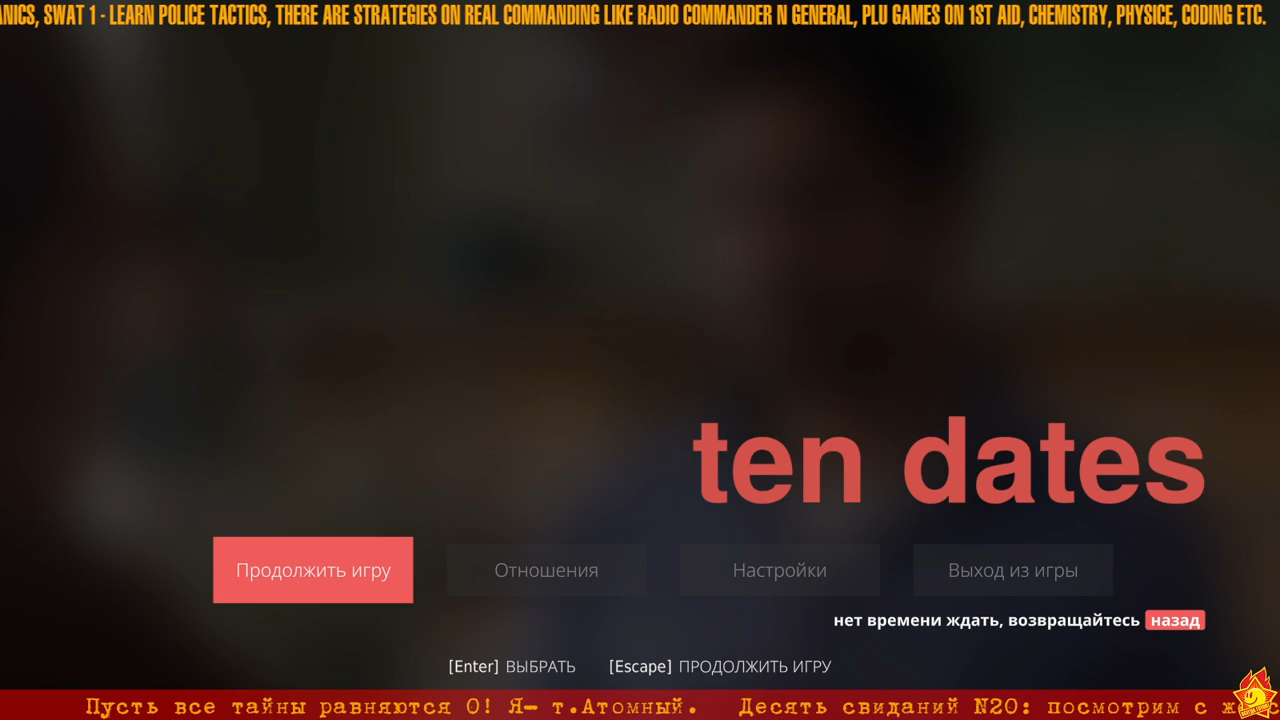 ANICS, SWAT 1 - LEARN POLICE TACTICS, THERE ARE STRATEGIES ON REAL COMMANDING LIKE RADIO COMMANDER N GENERAL, PLU GAMES ON 1ST AID, CHEMISTRY, PHYSICE, CODING ETC.
ten dates
Продолжить игру Отношения Настройки Выход из игры
нет времени ждать, возвращайтесь назад
[Enter] ВЫБРАТЬ [Escape] ПРОДОЛЖИТЬ ИГРУ
Пусть все тайны равняются 0! Я- т.Атомный. Десять свиданий N20: посмотрим с